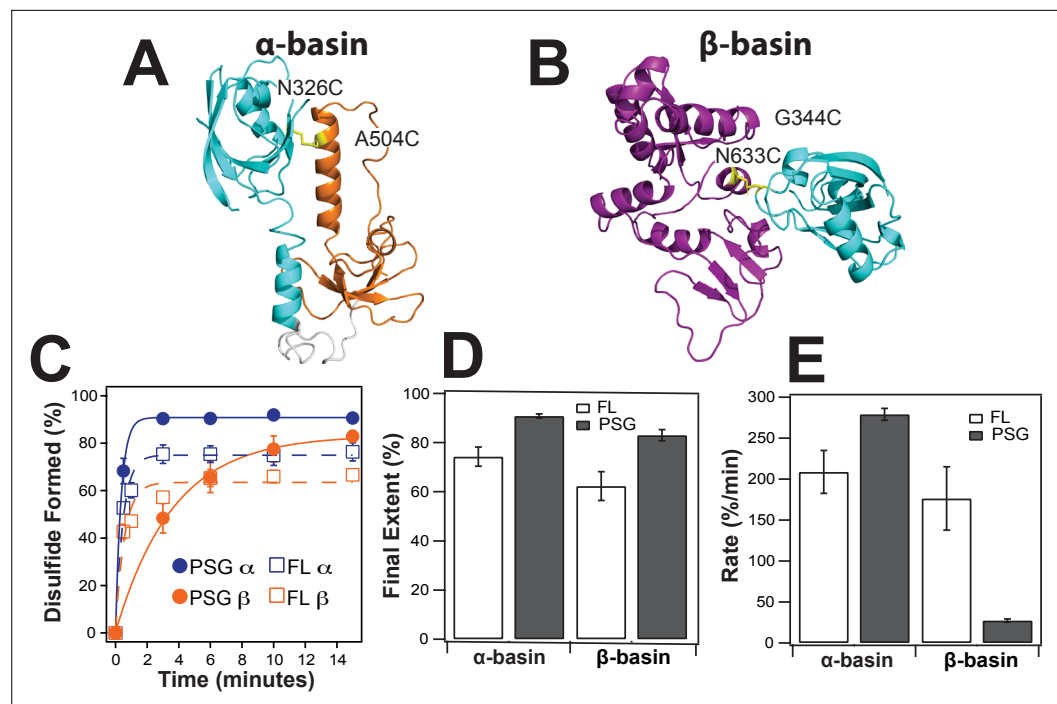 A
α-basin
N326C
A504C
B
β-basin
G344C
N633C
C
Disulfide Formed (%)
100
80
60
40
20
0
PSG α
FL α
PSG β
FL β
0
2
4
6
8
10
12
14
Time (minutes)
D
Final Extent (%)
100
80
60
40
20
0
FL
PSG
α-basin
β-basin
E
Rate (%/min)
300
250
200
150
100
50
0
FL
PSG
α-basin
β-basin